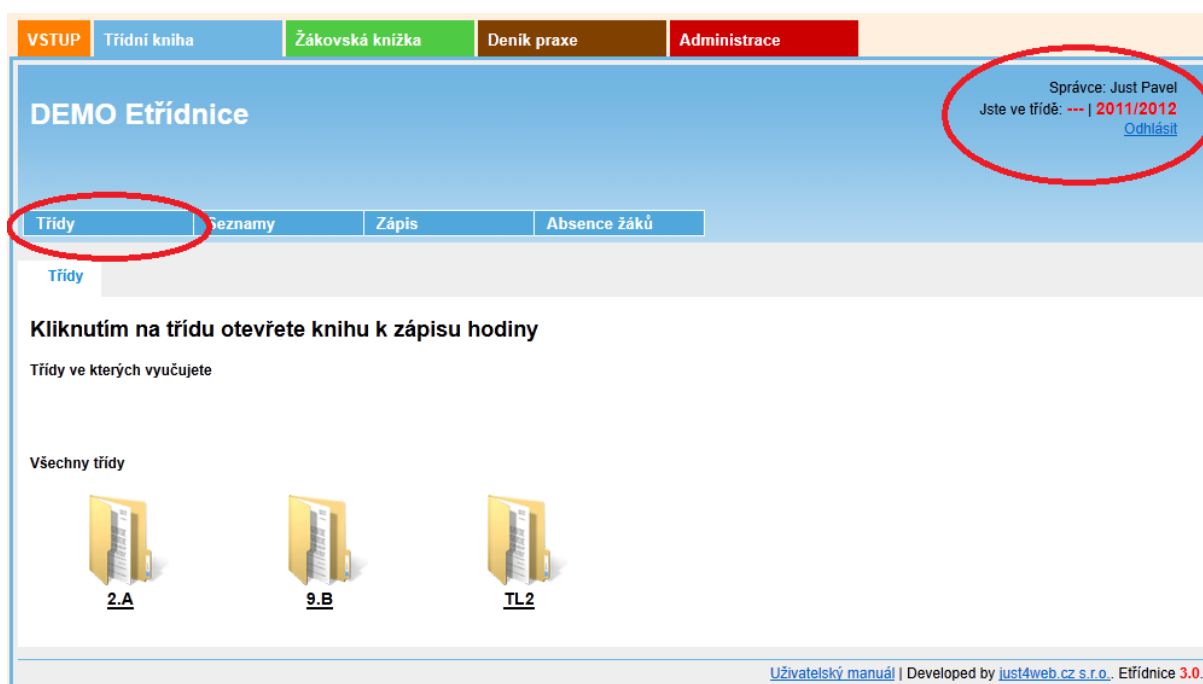 VSTUP Třídní kniha Žákovská knížka Deník praxe Administrace
Správce: Just Pavel
Jste ve třídě: --- | 2011/2012
Odhlásit
DEMO Etřídnice
Třídy Seznamy Zápis Absence žáků
Třídy
Kliknutím na třídu otevřete knihu k zápisu hodiny
Třídy ve kterých vyučujete
Všechny třídy
2.A 9.B TL2
Uživatelský manuál | Developed by just4web.cz s.r.o.. Etřídnice 3.0.